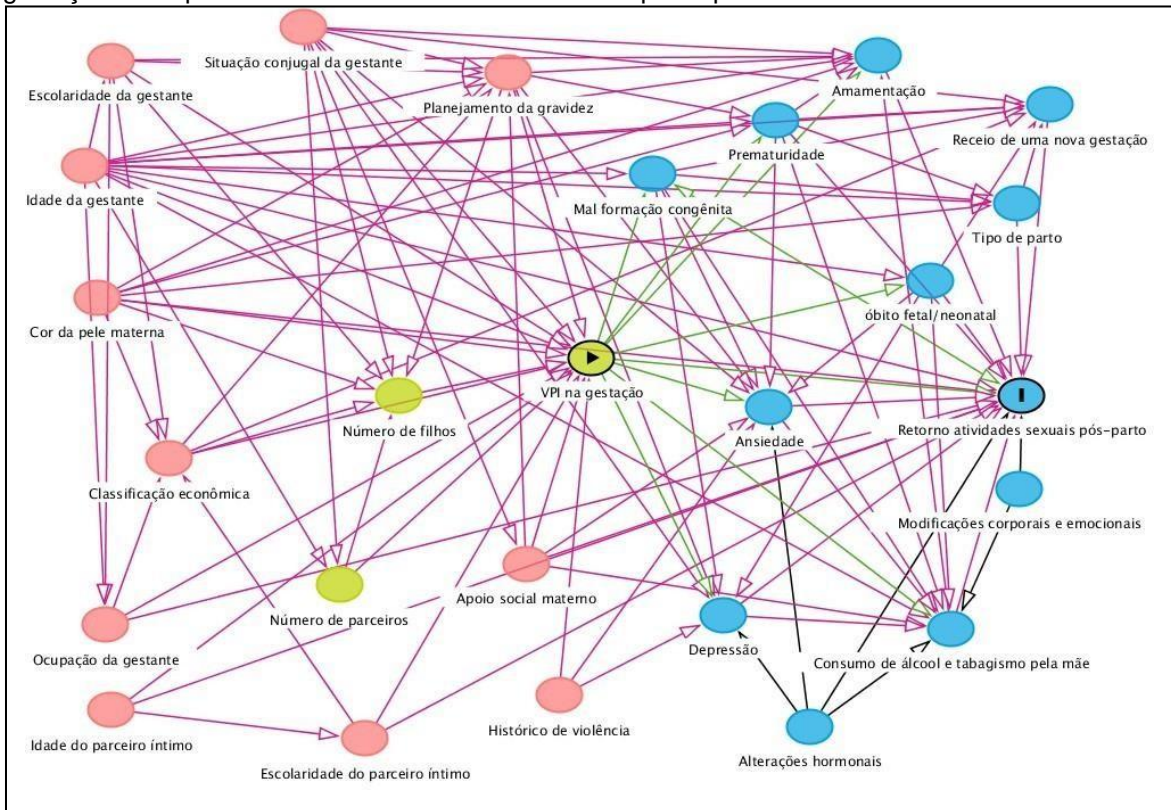 Situação conjugal da gestante
Escolaridade da gestante
Planejamento da gravidez
Amamentação
Receio de uma nova gestação
Prematuridade
Idade da gestante
Mal formação congênita
Tipo de parto
óbito fetal/neonatal
Cor da pele materna
VPI na gestação
Número de filhos
Ansiedade
Retorno atividades sexuais pós-parto
Classificação econômica
Modificações corporais e emocionais
Apoio social materno
Número de parceiros
Depressão
Consumo de álcool e tabagismo pela mãe
Ocupação da gestante
Histórico de violência
Idade do parceiro íntimo
Alterações hormonais
Escolaridade do parceiro íntimo